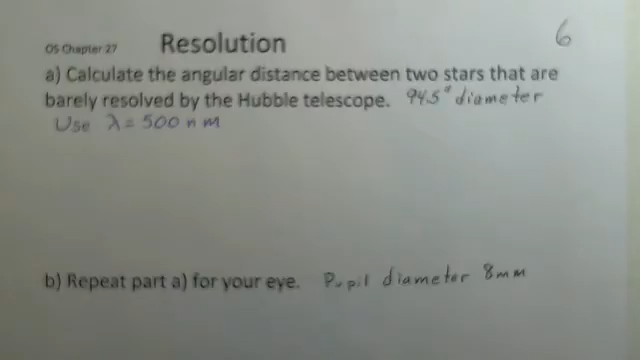 6
OS Chapter 27 Resolution
a) Calculate the angular distance between two stars that are
barely resolved by the Hubble telescope. 94.5" diameter
Use λ = 500 nm
b) Repeat part a) for your eye. Pupil diameter 8mm